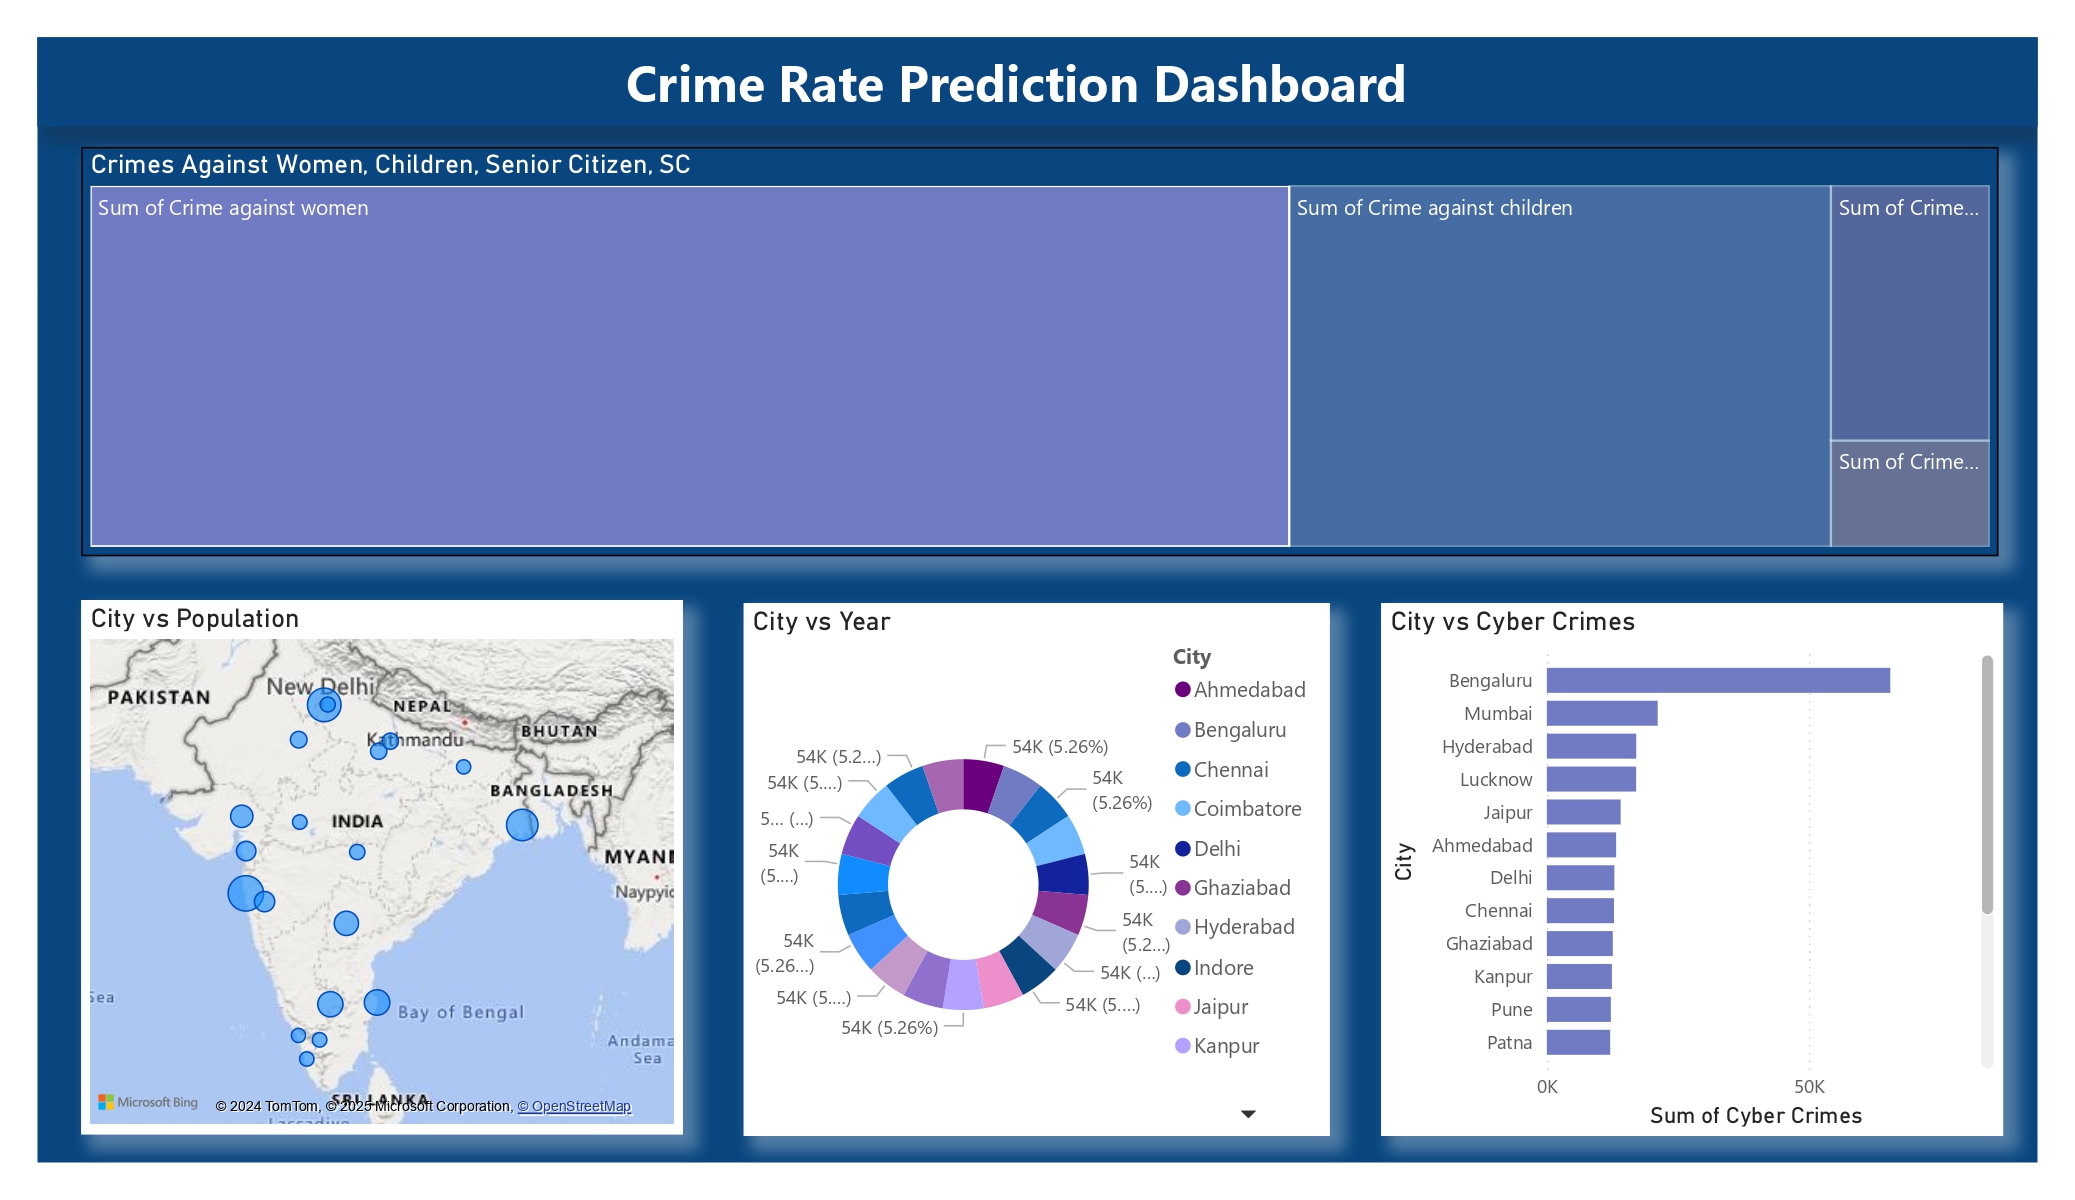 Crime Rate Prediction Dashboard
Crimes Against Women, Children, Senior Citizen, SC
Sum of Crime against women
Sum of Crime against children
Sum of Crime...
Sum of Crime...
City vs Population
PAKISTAN
New Delhi
NEPAL
Kathmandu
BHUTAN
BANGLADESH
INDIA
MYAN
Naypyic
Sea
Bay of Bengal
Andama
Sea
SRI LANKA
Microsoft Bing
© 2024 TomTom, © 2025 Microsoft Corporation, © OpenStreetMap
City vs Year
54K (5.26%)
54K
(5.26%)
54K
(5....)
54K
(5.2...)
54K (...)
54K (5....)
54K (5.26%)
54K (5....)
54K
(5.26...)
54K
(5....)
5... (...)
54K (5....)
54K (5.2...)
City
Ahmedabad
Bengaluru
Chennai
Coimbatore
Delhi
Ghaziabad
Hyderabad
Indore
Jaipur
Kanpur
City vs Cyber Crimes
City
Bengaluru
Mumbai
Hyderabad
Lucknow
Jaipur
Ahmedabad
Delhi
Chennai
Ghaziabad
Kanpur
Pune
Patna
0K
50K
Sum of Cyber Crimes